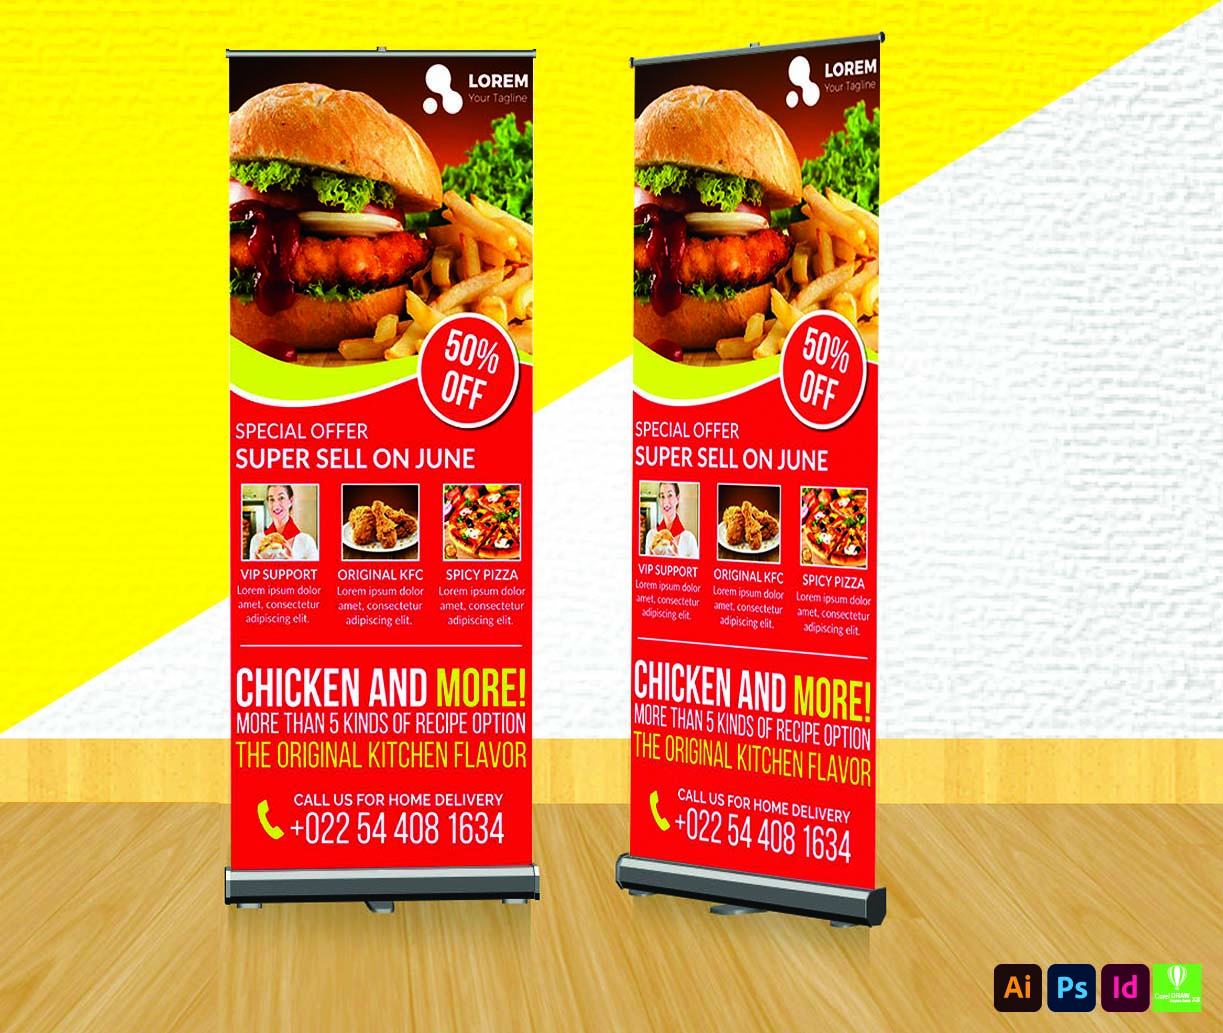 LOREM
Your Tagline
50%
OFF
SPECIAL OFFER
SUPER SELL ON JUNE
VIP SUPPORT
Lorem ipsum dolor
amet, consectetur
adipiscing elit.
ORIGINAL KFC
Lorem ipsum dolor
amet, consectetur
adipiscing elit.
SPICY PIZZA
Lorem ipsum dolor
amet, consectetur
adipiscing elit.
CHICKEN AND MORE!
MORE THAN 5 KINDS OF RECIPE OPTION
THE ORIGINAL KITCHEN FLAVOR
CALL US FOR HOME DELIVERY
+022 54 408 1634
LOREM
Your Tagline
50%
OFF
SPECIAL OFFER
SUPER SELL ON JUNE
VIP SUPPORT
Lorem ipsum dolor
amet, consectetur
adipiscing elit.
ORIGINAL KFC
Lorem ipsum dolor
amet, consectetur
adipiscing elit.
SPICY PIZZA
Lorem ipsum dolor
amet, consectetur
adipiscing elit.
CHICKEN AND MORE!
MORE THAN 5 KINDS OF RECIPE OPTION
THE ORIGINAL KITCHEN FLAVOR
CALL US FOR HOME DELIVERY
+022 54 408 1634
Ai
Ps
Id
Corel DRAW